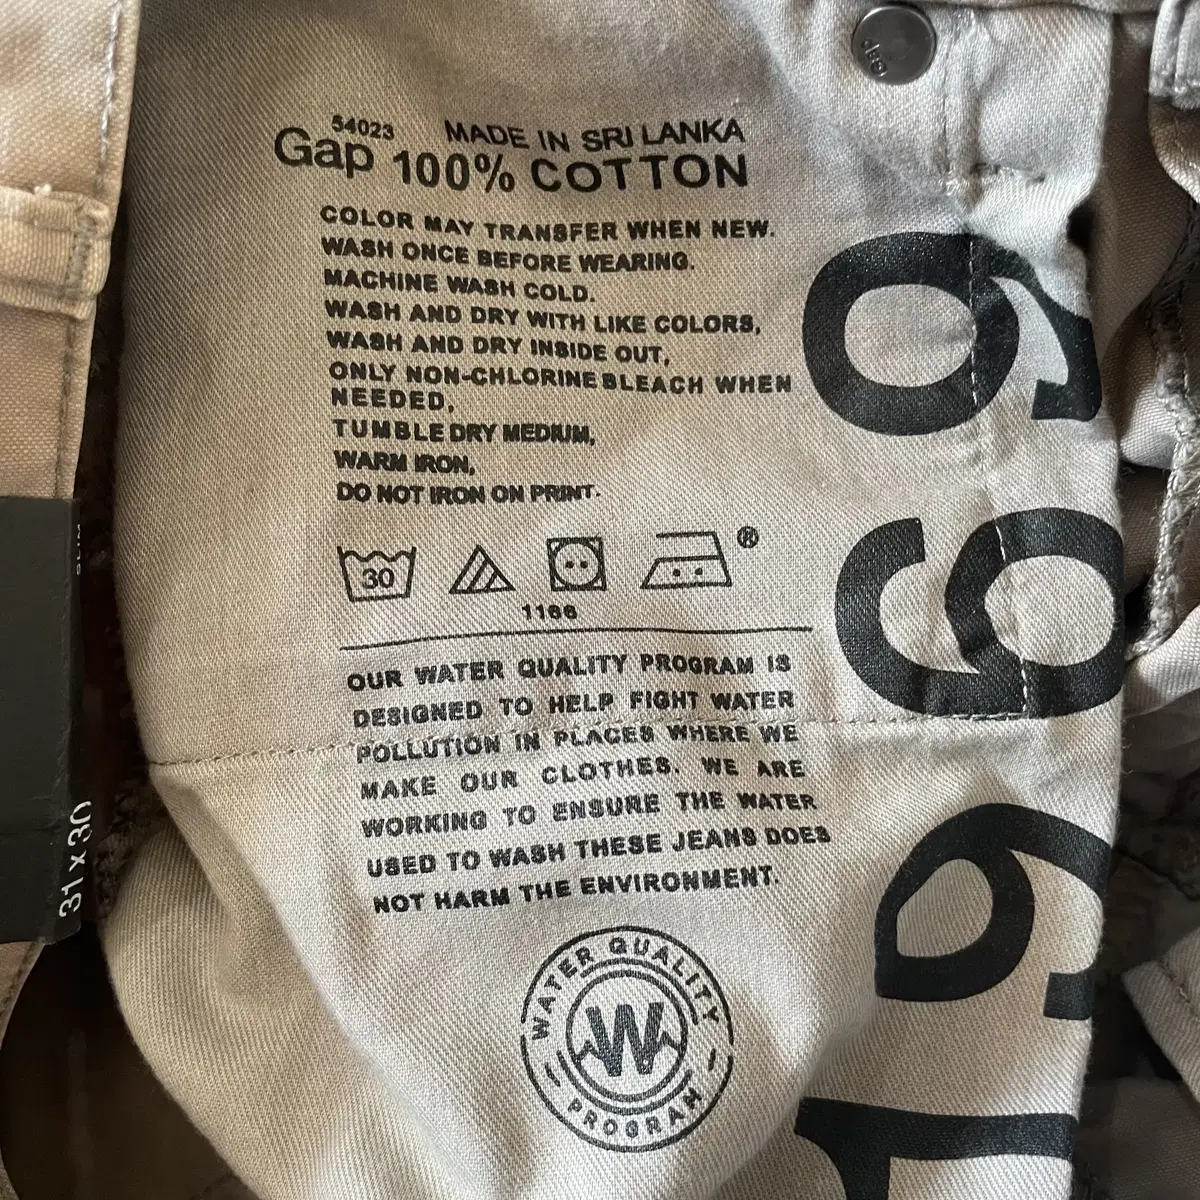 54023 MADE IN SRI LANKA
Gap 100% COTTON
COLOR MAY TRANSFER WHEN NEW.
WASH ONCE BEFORE WEARING.
MACHINE WASH COLD.
WASH AND DRY WITH LIKE COLORS,
WASH AND DRY INSIDE OUT,
ONLY NON-CHLORINE BLEACH WHEN
NEEDED,
TUMBLE DRY MEDIUM,
WARM IRON,
DO NOT IRON ON PRINT.
30
®
1166
OUR WATER QUALITY PROGRAM IS
DESIGNED TO HELP FIGHT WATER
POLLUTION IN PLACES WHERE WE
MAKE OUR CLOTHES. WE ARE
WORKING TO ENSURE THE WATER
USED TO WASH THESE JEANS DOES
NOT HARM THE ENVIRONMENT.
WATER QUALITY
W
PROGRAM
1969
GAP
SLIM
31 x 30